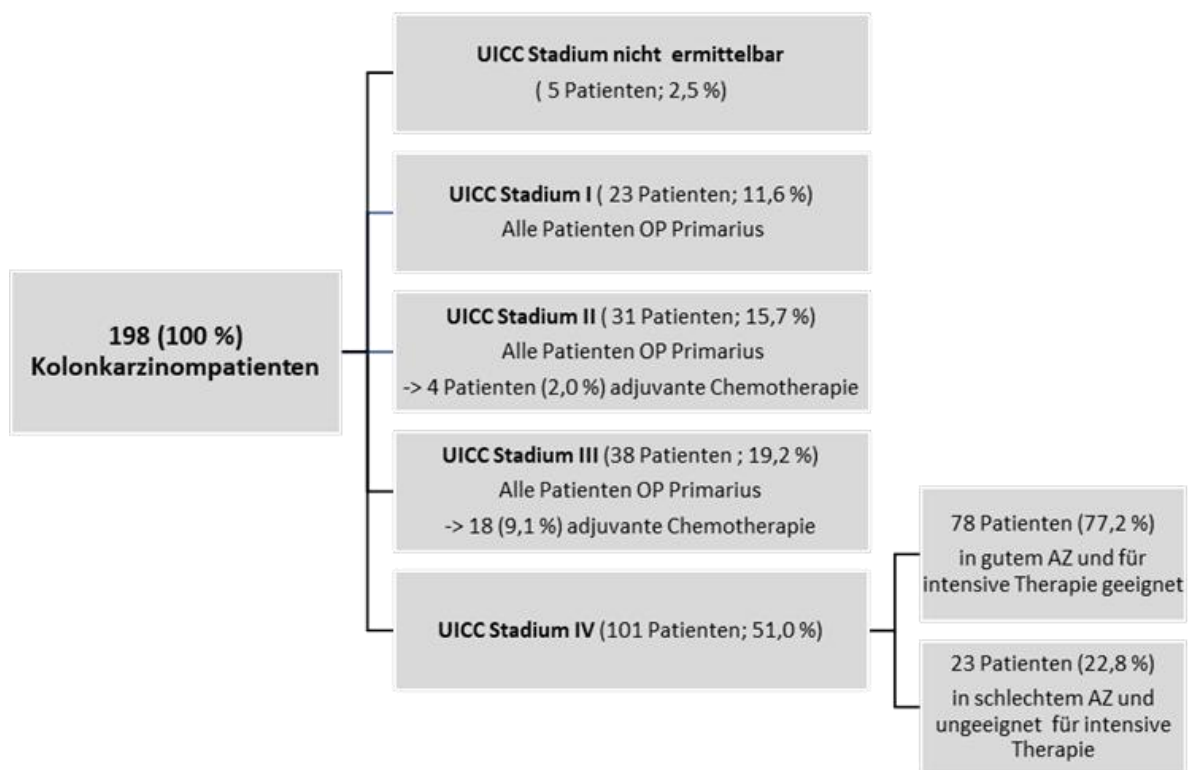 198 (100 %)
Kolonkarzinompatienten
UICC Stadium nicht ermittelbar
( 5 Patienten; 2,5 %)
UICC Stadium I ( 23 Patienten; 11,6 %)
Alle Patienten OP Primarius
UICC Stadium II ( 31 Patienten; 15,7 %)
Alle Patienten OP Primarius
-> 4 Patienten (2,0 %) adjuvante Chemotherapie
UICC Stadium III (38 Patienten ; 19,2 %)
Alle Patienten OP Primarius
-> 18 (9,1 %) adjuvante Chemotherapie
UICC Stadium IV (101 Patienten; 51,0 %)
78 Patienten (77,2 %)
in gutem AZ und für
intensive Therapie geeignet
23 Patienten (22,8 %)
in schlechtem AZ und
ungeeignet für intensive
Therapie